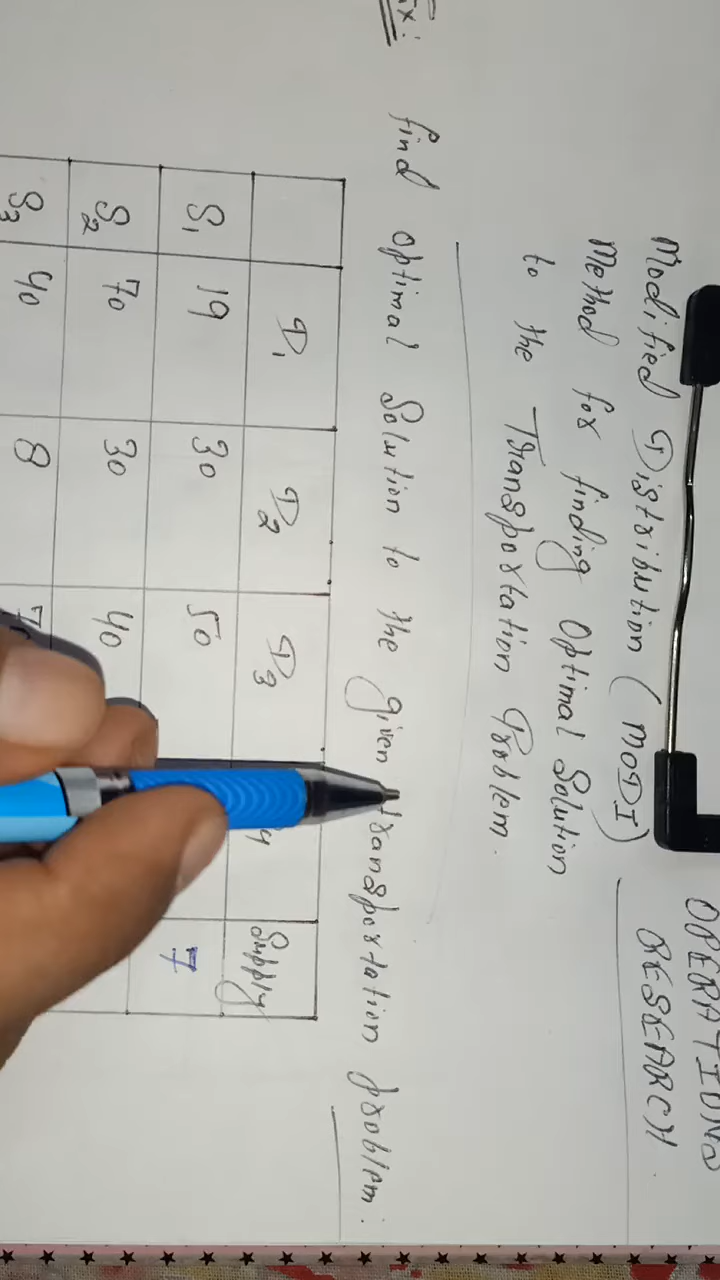 OPERATIONS
RESEARCH
Modified Distribution (MODI)
Method for finding Optimal Solution
to the Transportation Problem.
Ex: find optimal Solution to the given transportation problem:
D1 D2 D3 4 Supply
S1 19 30 50 7
S2 70 30 40
S3 40 8